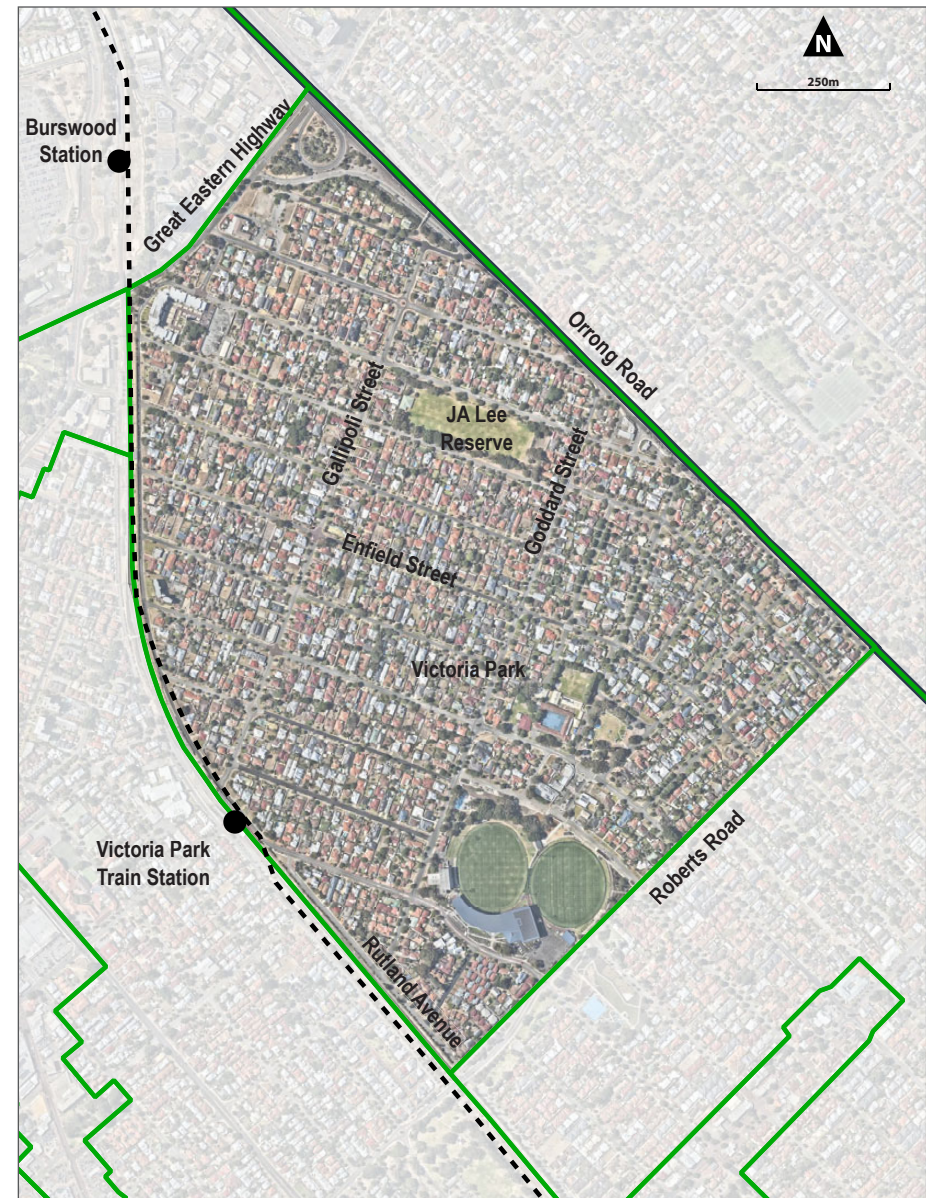 N
250m
Burswood
Station
Great Eastern Highway
Orrong Road
Gallipoli Street
JA Lee
Reserve
Goddard Street
Enfield Street
Victoria Park
Victoria Park
Train Station
Roberts Road
Rutland Avenue